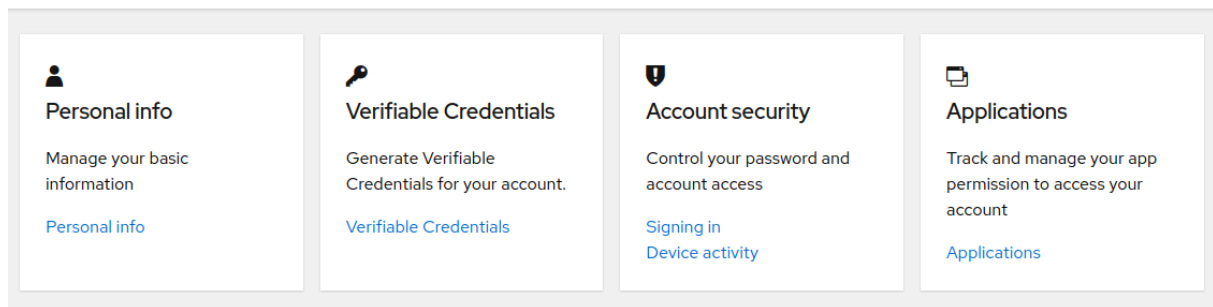 Personal info
Manage your basic
information
Personal info
Verifiable Credentials
Generate Verifiable
Credentials for your account.
Verifiable Credentials
Account security
Control your password and
account access
Signing in
Device activity
Applications
Track and manage your app
permission to access your
account
Applications